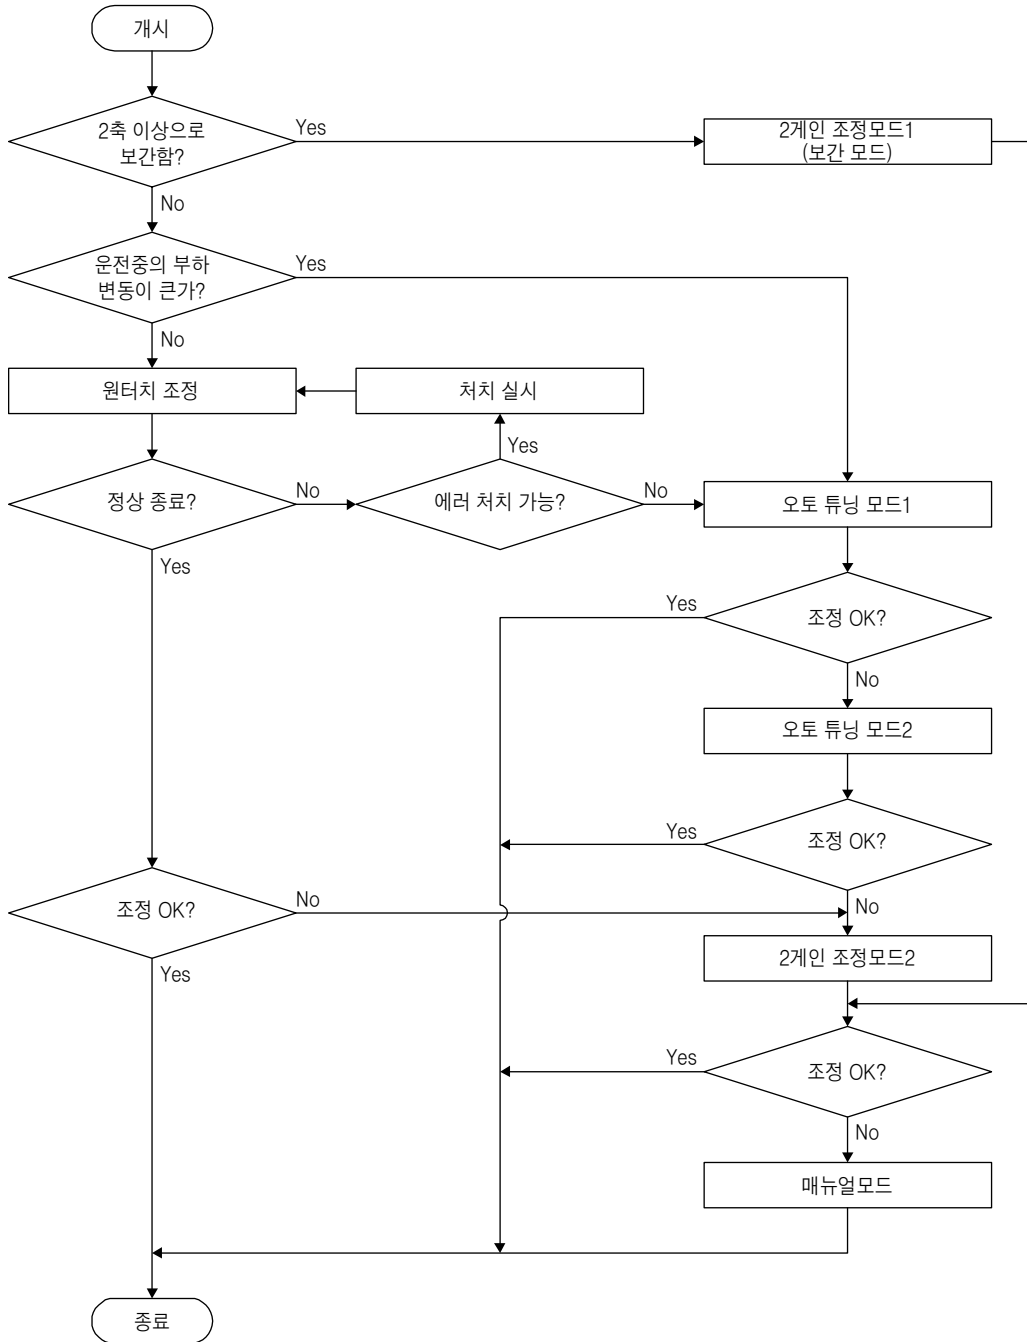 개시
2축 이상으로
보간함?
Yes
2게인 조정모드1
(보간 모드)
No
운전중의 부하
변동이 큰가?
Yes
No
원터치 조정
처치 실시
Yes
정상 종료?
No
에러 처치 가능?
No
오토 튜닝 모드1
Yes
Yes
조정 OK?
No
오토 튜닝 모드2
Yes
조정 OK?
조정 OK?
No
No
2게인 조정모드2
Yes
Yes
조정 OK?
No
매뉴얼모드
종료